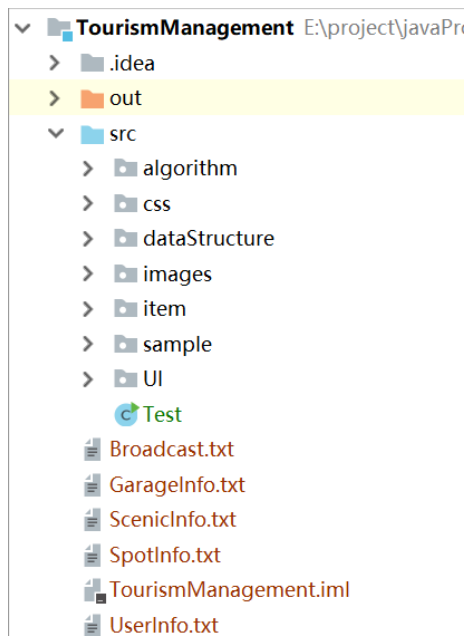 TourismManagement E:\project\javaPro
.idea
out
src
algorithm
css
dataStructure
images
item
sample
UI
Test
Broadcast.txt
GarageInfo.txt
ScenicInfo.txt
SpotInfo.txt
TourismManagement.iml
UserInfo.txt